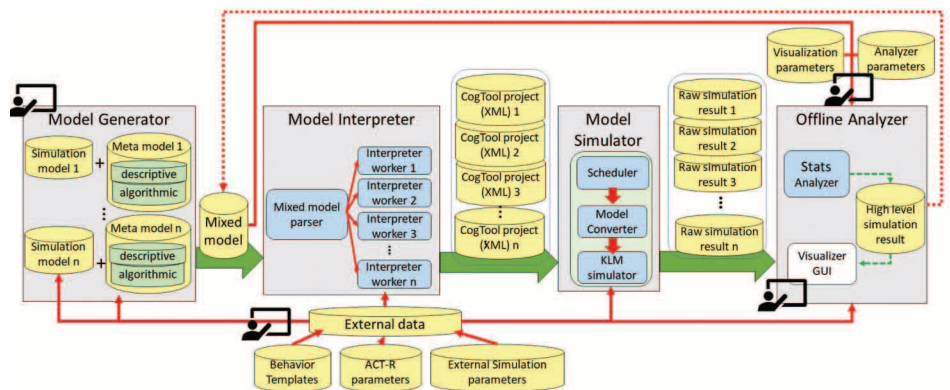 Model Generator
Simulation
model 1
+
Meta model 1
descriptive
algorithmic
...
Simulation
model n
+
Meta model n
descriptive
algorithmic
Mixed
model
Model Interpreter
Mixed model
parser
Interpreter
worker 1
Interpreter
worker 2
Interpreter
worker 3
...
Interpreter
worker n
CogTool project
(XML) 1
CogTool project
(XML) 2
CogTool project
(XML) 3
...
CogTool project
(XML) n
Model
Simulator
Scheduler
Model
Converter
KLM
simulator
Raw simulation
result 1
Raw simulation
result 2
Raw simulation
result 3
...
Raw simulation
result n
Visualization
parameters
Analyzer
parameters
Offline Analyzer
Stats
Analyzer
High level
simulation
result
Visualizer
GUI
External data
Behavior
Templates
ACT-R
parameters
External Simulation
parameters